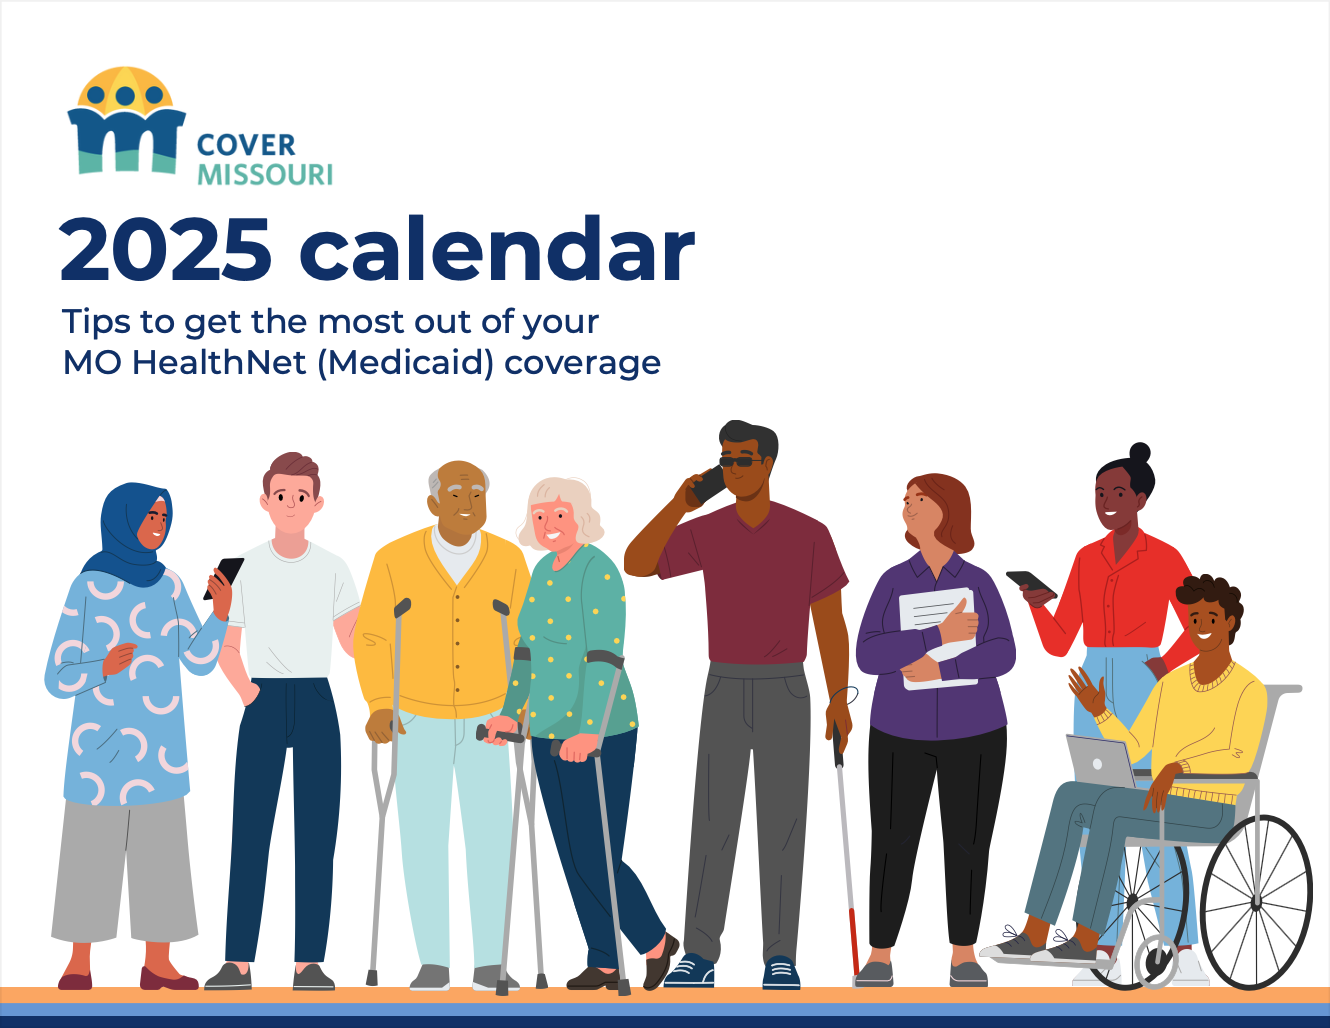 COVER
MISSOURI
2025 calendar
Tips to get the most out of your
MO HealthNet (Medicaid) coverage